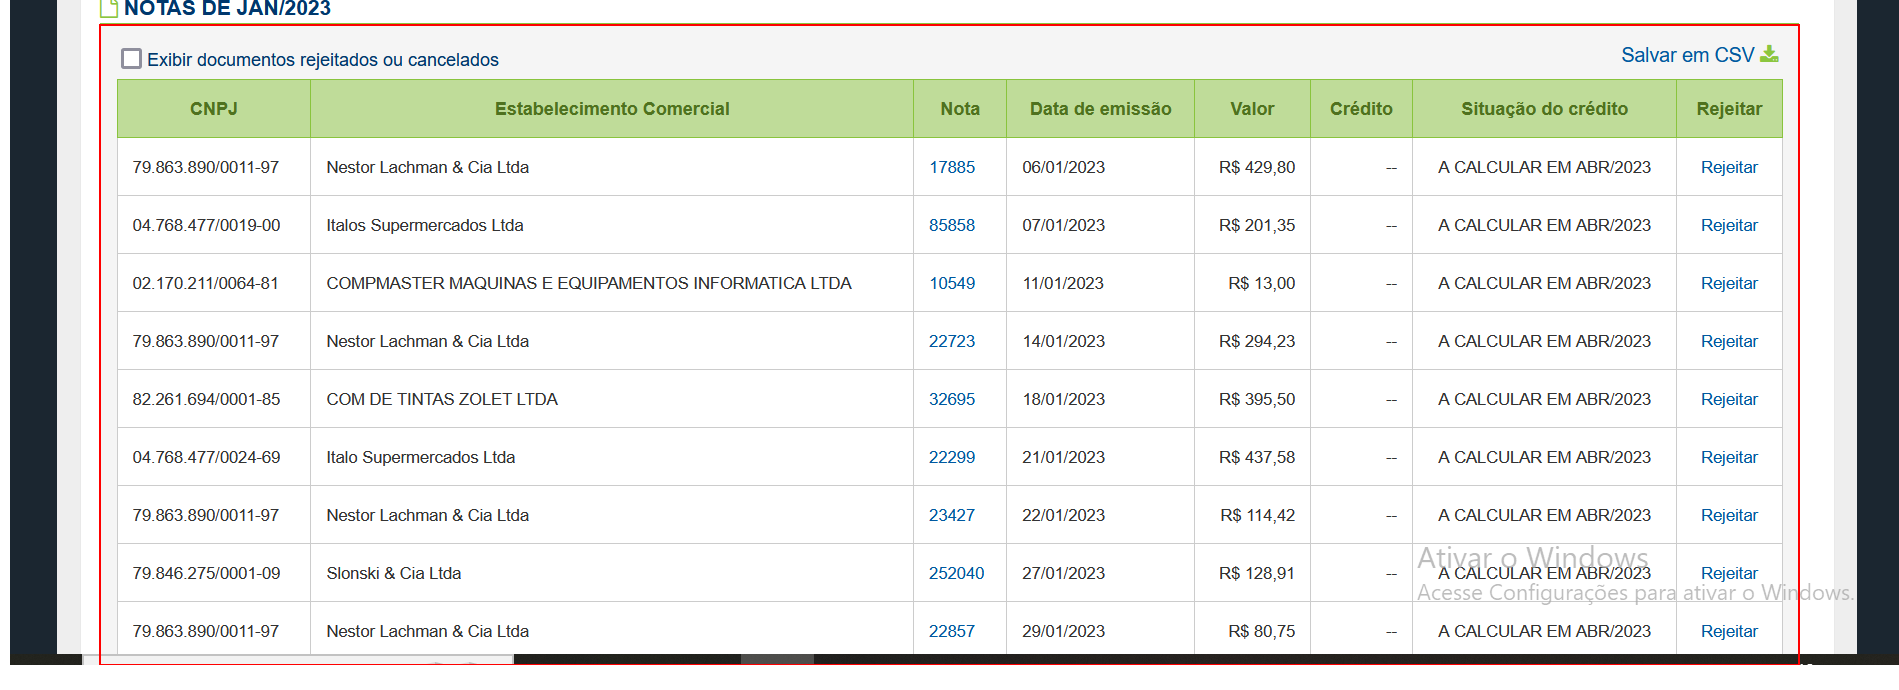 NOTAS DE JAN/2023
Exibir documentos rejeitados ou cancelados
Salvar em CSV
CNPJ Estabelecimento Comercial Nota Data de emissão Valor Crédito Situação do crédito Rejeitar
79.863.890/0011-97 Nestor Lachman & Cia Ltda 17885 06/01/2023 R$ 429,80 -- A CALCULAR EM ABR/2023 Rejeitar
04.768.477/0019-00 Italos Supermercados Ltda 85858 07/01/2023 R$ 201,35 -- A CALCULAR EM ABR/2023 Rejeitar
02.170.211/0064-81 COMPMASTER MAQUINAS E EQUIPAMENTOS INFORMATICA LTDA 10549 11/01/2023 R$ 13,00 -- A CALCULAR EM ABR/2023 Rejeitar
79.863.890/0011-97 Nestor Lachman & Cia Ltda 22723 14/01/2023 R$ 294,23 -- A CALCULAR EM ABR/2023 Rejeitar
82.261.694/0001-85 COM DE TINTAS ZOLET LTDA 32695 18/01/2023 R$ 395,50 -- A CALCULAR EM ABR/2023 Rejeitar
04.768.477/0024-69 Italo Supermercados Ltda 22299 21/01/2023 R$ 437,58 -- A CALCULAR EM ABR/2023 Rejeitar
79.863.890/0011-97 Nestor Lachman & Cia Ltda 23427 22/01/2023 R$ 114,42 -- A CALCULAR EM ABR/2023 Rejeitar
79.846.275/0001-09 Slonski & Cia Ltda 252040 27/01/2023 R$ 128,91 -- A CALCULAR EM ABR/2023 Rejeitar
79.863.890/0011-97 Nestor Lachman & Cia Ltda 22857 29/01/2023 R$ 80,75 -- A CALCULAR EM ABR/2023 Rejeitar
Ativar o Windows
Acesse Configurações para ativar o Windows.